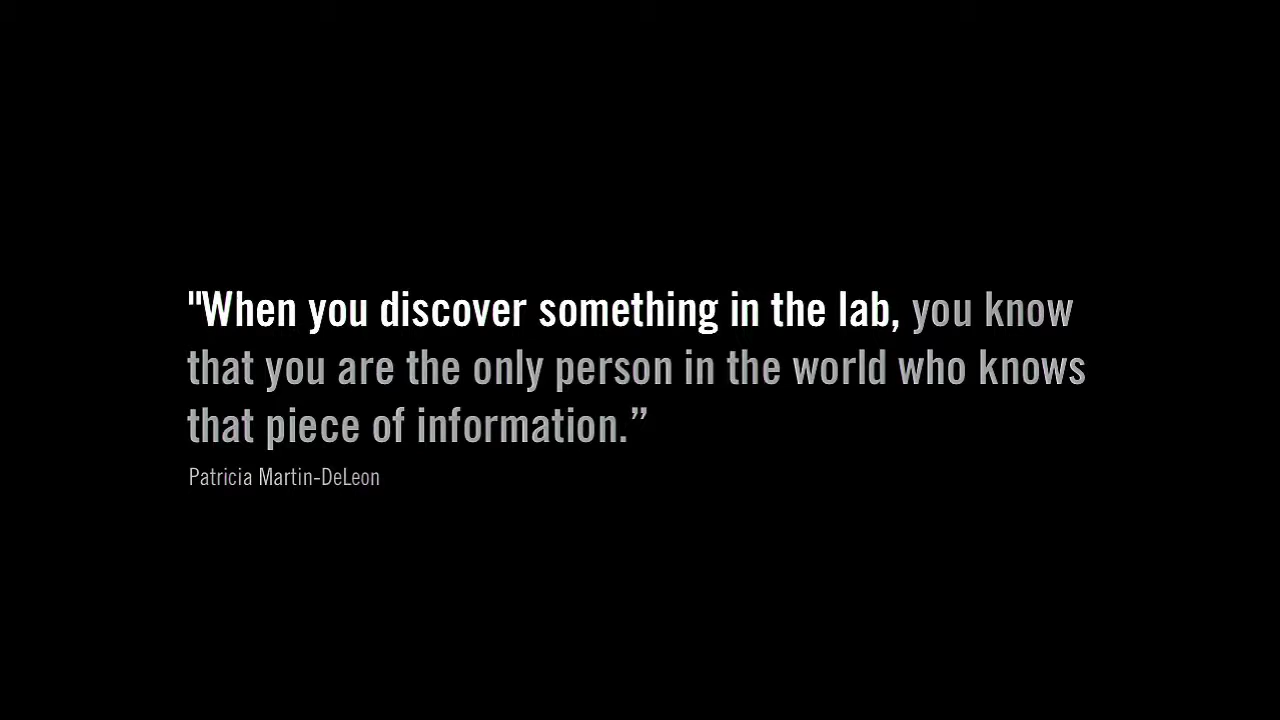 "When you discover something in the lab, you know
that you are the only person in the world who knows
that piece of information.”
Patricia Martin-DeLeon